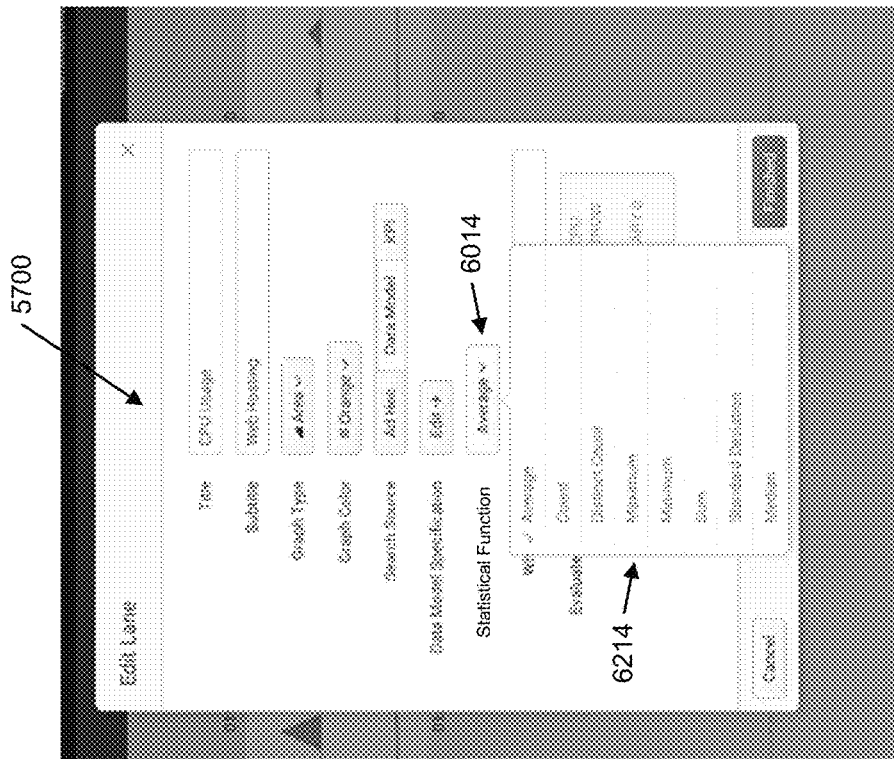 5700
Edit Lane ×
Title CPU Usage
Subtitle Web Hosting
Graph Type Area
Graph Color Orange
Search Source Ad hoc Data Model KPI
Data Model Specification Edit →
Statistical Function Average
6014
✓ Average
Count
Distinct Count
Maximum
Minimum
Sum
Standard Deviation
Median
6214
Evaluate
Cancel